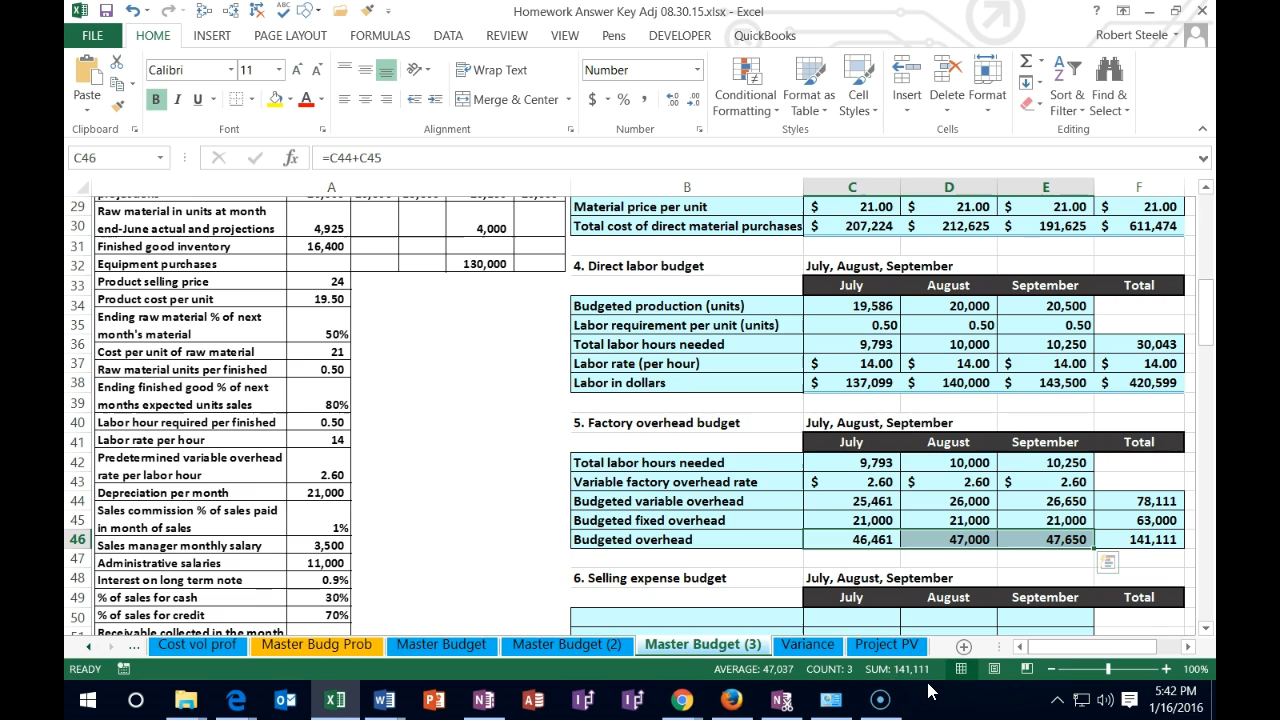 Homework Answer Key Adj 08.30.15.xlsx - Excel
?
FILE HOME INSERT PAGE LAYOUT FORMULAS DATA REVIEW VIEW Pens DEVELOPER QuickBooks Robert Steele
Calibri 11 Wrap Text Number
Paste B I U Merge & Center $ % Conditional Formatting Format as Table Cell Styles Insert Delete Format Sort & Filter Find & Select
Clipboard Font Alignment Number Styles Cells Editing
C46 fx =C44+C45
A B C D E F
29 Raw material in units at month Material price per unit $ 21.00 $ 21.00 $ 21.00 $ 21.00
30 end-June actual and projections 4,925 4,000 Total cost of direct material purchases $ 207,224 $ 212,625 $ 191,625 $ 611,474
31 Finished good inventory 16,400
32 Equipment purchases 130,000 4. Direct labor budget July, August, September
33 Product selling price 24 July August September Total
34 Product cost per unit 19.50 Budgeted production (units) 19,586 20,000 20,500
Ending raw material % of next
35 month's material 50% Labor requirement per unit (units) 0.50 0.50 0.50
36 Cost per unit of raw material 21 Total labor hours needed 9,793 10,000 10,250 30,043
37 Raw material units per finished 0.50 Labor rate (per hour) $ 14.00 $ 14.00 $ 14.00 $ 14.00
38 Ending finished good % of next Labor in dollars $ 137,099 $ 140,000 $ 143,500 $ 420,599
39 months expected units sales 80%
40 Labor hour required per finished 0.50 5. Factory overhead budget July, August, September
41 Labor rate per hour 14 July August September Total
42 Predetermined variable overhead Total labor hours needed 9,793 10,000 10,250
43 rate per labor hour 2.60 Variable factory overhead rate $ 2.60 $ 2.60 $ 2.60
44 Depreciation per month 21,000 Budgeted variable overhead 25,461 26,000 26,650 78,111
45 Sales commission % of sales paid Budgeted fixed overhead 21,000 21,000 21,000 63,000
in month of sales 1%
46 Sales manager monthly salary 3,500 Budgeted overhead 46,461 47,000 47,650 141,111
47 Administrative salaries 11,000
48 Interest on long term note 0.9% 6. Selling expense budget July, August, September
49 % of sales for cash 30% July August September Total
50 % of sales for credit 70%
Receivable collected in the month
... Cost vol prof Master Budg Prob Master Budget Master Budget (2) Master Budget (3) Variance Project PV
READY AVERAGE: 47,037 COUNT: 3 SUM: 141,111 100%
5:42 PM
1/16/2016